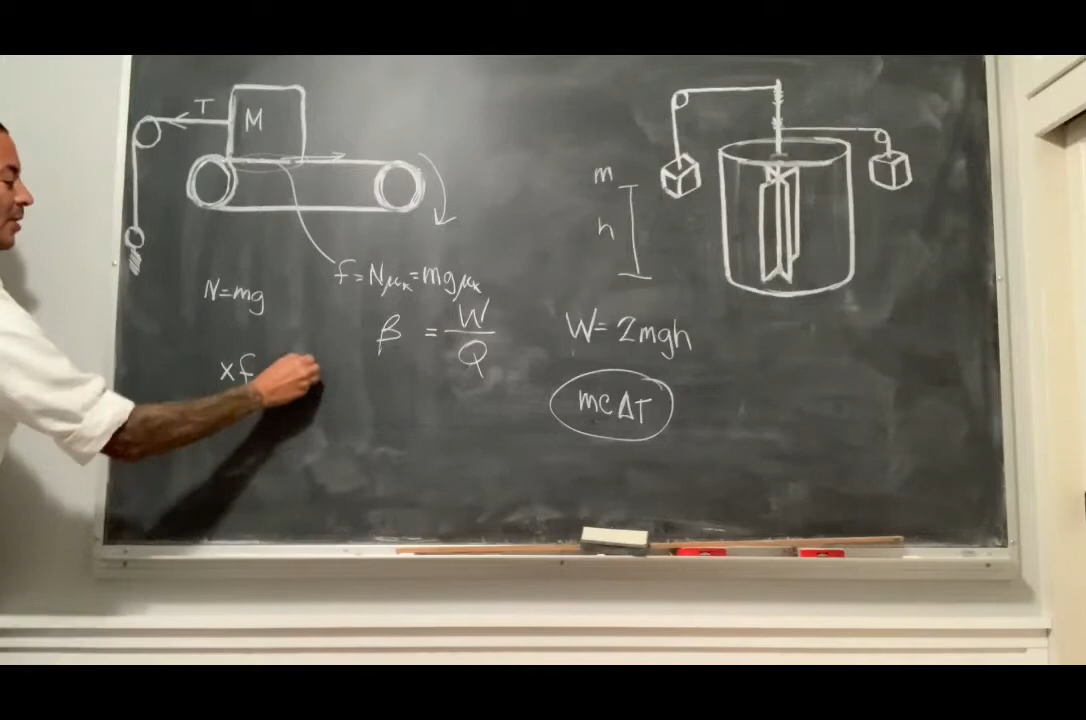 T
M
m
h
f=Nμₖ=mgμₖ
N=mg
β = W/Q
W=2mgh
xf
mcΔT